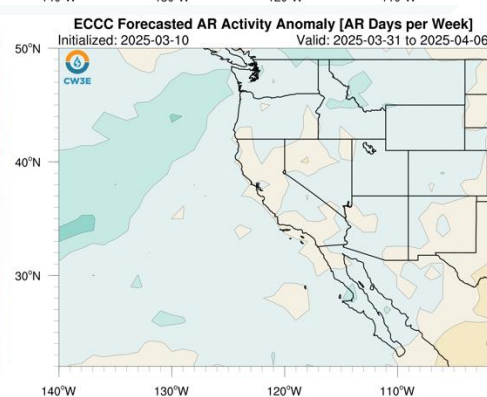 ECCC Forecasted AR Activity Anomaly [AR Days per Week]
Initialized: 2025-03-10 Valid: 2025-03-31 to 2025-04-06
50°N
CW3E
40°N
30°N
140°W 130°W 120°W 110°W